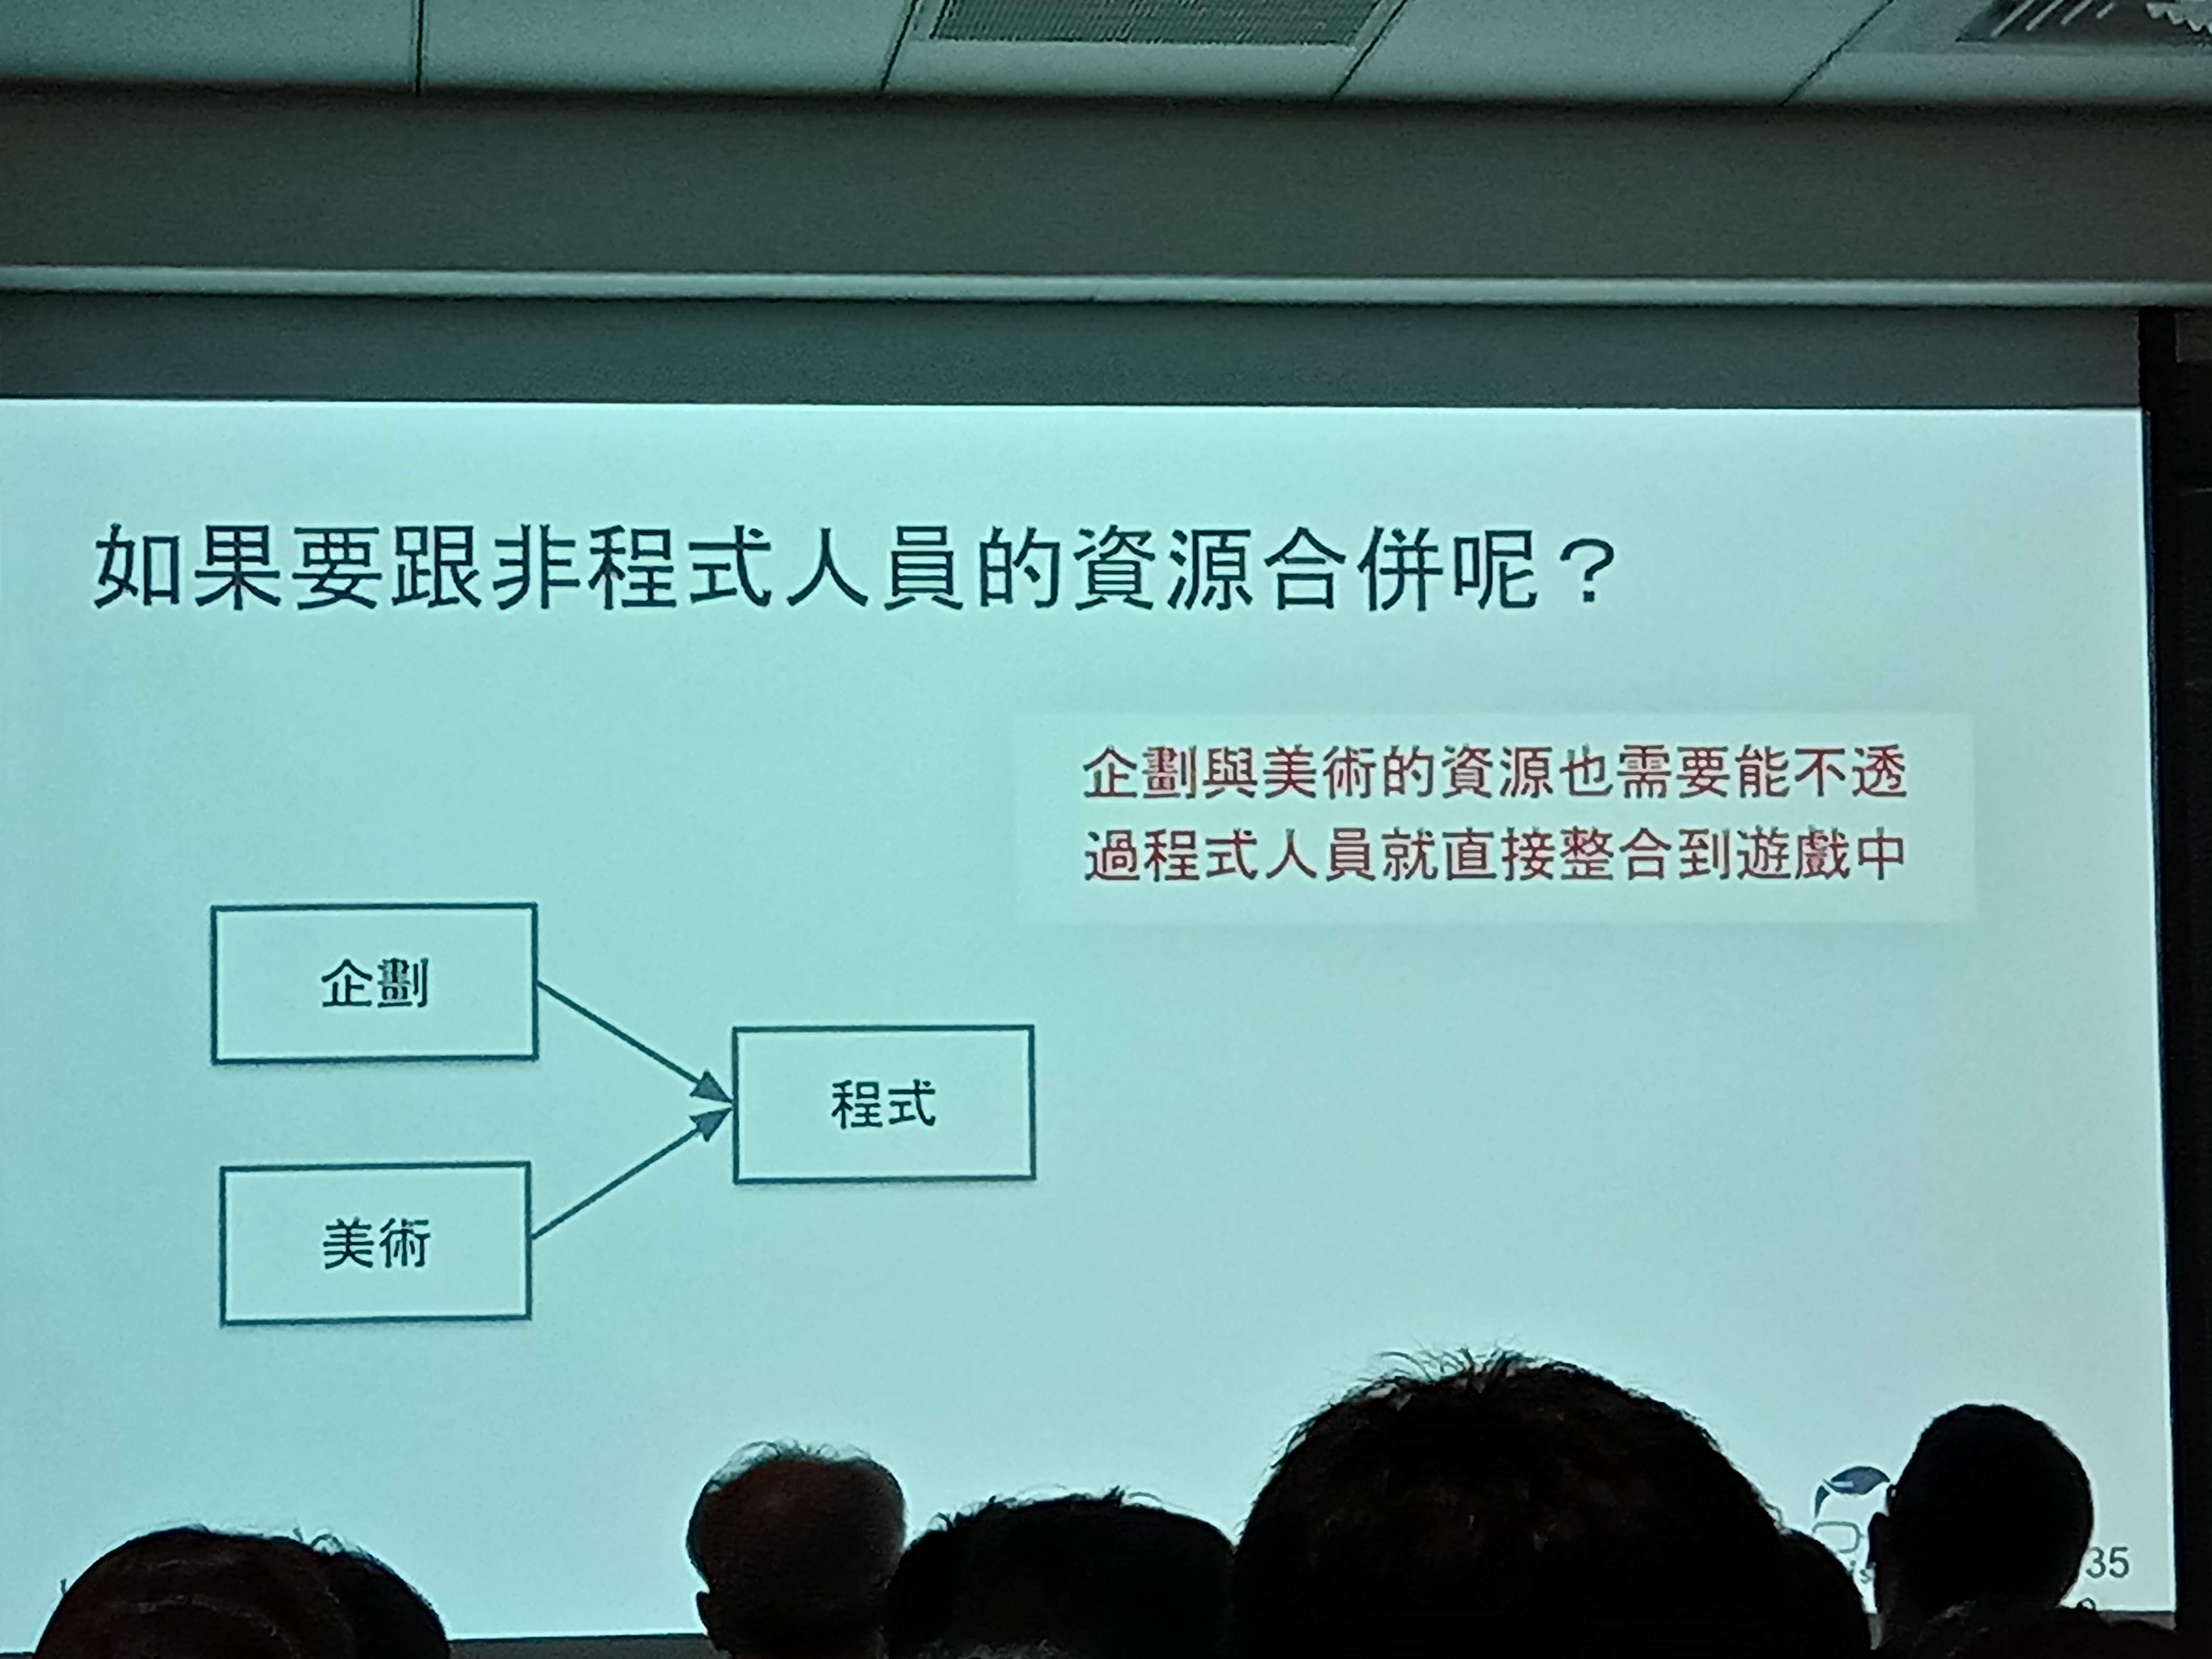 如果要跟非程式人員的資源合併呢？
企劃與美術的資源也需要能不透
過程式人員就直接整合到遊戲中
企劃
程式
美術
35